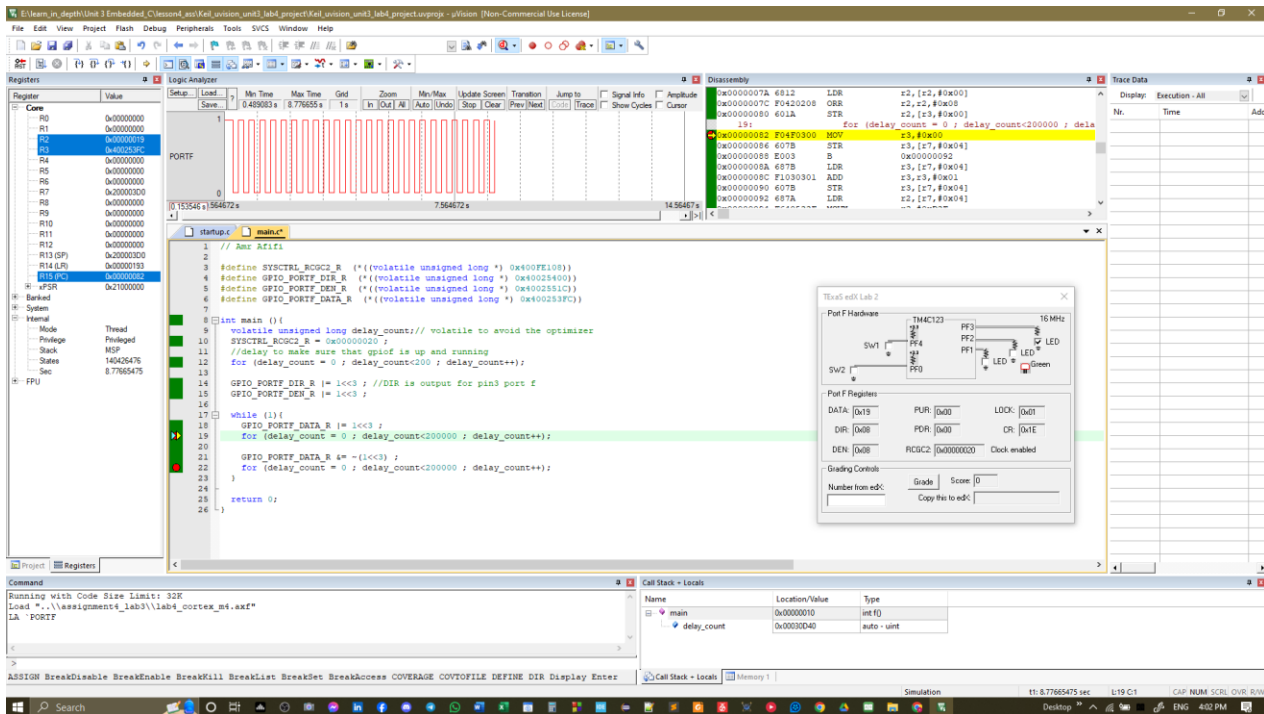 E:\learn_in_depth\Unit 3 Embedded_C\lesson4_ass\Keil_uvision_unit3_lab4_project\Keil_uvision_unit3_lab4_project.uvprojx - µVision [Non-Commercial Use License]
File Edit View Project Flash Debug Peripherals Tools SVCS Window Help
Registers
Register Value
Core
R0 0x00000000
R1 0x00000000
R2 0x00000019
R3 0x400253FC
R4 0x00000000
R5 0x00000000
R6 0x00000000
R7 0x200003D0
R8 0x00000000
R9 0x00000000
R10 0x00000000
R11 0x00000000
R12 0x00000000
R13 (SP) 0x200003D0
R14 (LR) 0x00000193
R15 (PC) 0x00000082
xPSR 0x21000000
Banked
System
Internal
Mode Thread
Privilege Privileged
Stack MSP
States 140426476
Sec 8.77665475
FPU
Project Registers
Logic Analyzer
Setup... Load... Save... ?
Min Time Max Time Grid Zoom Min/Max Update Screen Transition Jump to Signal Info Amplitude
0.489083 s 8.776655 s 1 s In Out All Auto Undo Stop Clear Prev Next Code Trace Show Cycles Cursor
1
PORTF
0
0.153546 s .564672 s 7.564672 s 14.56467 s
Disassembly
0x0000007A 6812 LDR r2,[r2,#0x00]
0x0000007C F0420208 ORR r2,r2,#0x08
0x00000080 601A STR r2,[r3,#0x00]
19: for (delay_count = 0 ; delay_count<200000 ; dela
0x00000082 F04F0300 MOV r3,#0x00
0x00000086 607B STR r3,[r7,#0x04]
0x00000088 E003 B 0x00000092
0x0000008A 687B LDR r3,[r7,#0x04]
0x0000008C F1030301 ADD r3,r3,#0x01
0x00000090 607B STR r3,[r7,#0x04]
0x00000092 687A LDR r2,[r7,#0x04]
Trace Data
Display: Execution - All
Nr. Time Add
startup.c main.c*
1 // Amr Afifi
2
3 #define SYSCTRL_RCGC2_R (*((volatile unsigned long *) 0x400FE108))
4 #define GPIO_PORTF_DIR_R (*((volatile unsigned long *) 0x40025400))
5 #define GPIO_PORTF_DEN_R (*((volatile unsigned long *) 0x4002551C))
6 #define GPIO_PORTF_DATA_R (*((volatile unsigned long *) 0x400253FC))
7
8 int main (){
9 volatile unsigned long delay_count;// volatile to avoid the optimizer
10 SYSCTRL_RCGC2_R = 0x00000020 ;
11 //delay to make sure that gpiof is up and running
12 for (delay_count = 0 ; delay_count<200 ; delay_count++);
13
14 GPIO_PORTF_DIR_R |= 1<<3 ; //DIR is output for pin3 port f
15 GPIO_PORTF_DEN_R |= 1<<3 ;
16
17 while (1){
18 GPIO_PORTF_DATA_R |= 1<<3 ;
19 for (delay_count = 0 ; delay_count<200000 ; delay_count++);
20
21 GPIO_PORTF_DATA_R &= ~(1<<3) ;
22 for (delay_count = 0 ; delay_count<200000 ; delay_count++);
23 }
24
25 return 0;
26 }
TExaS edX Lab 2
Port F Hardware
TM4C123 16 MHz
PF3
PF2
PF1
PF4
PF0
SW1
SW2
LED
LED
LED
Green
Port F Registers
DATA: 0x19 PUR: 0x00 LOCK: 0x01
DIR: 0x08 PDR: 0x00 CR: 0x1E
DEN: 0x08 RCGC2: 0x00000020 Clock enabled
Grading Controls
Number from edX: Grade Score: 0
Copy this to edX:
Command
Running with Code Size Limit: 32K
Load "..\\assignment4_lab3\\lab4_cortex_m4.axf"
LA `PORTF
>
ASSIGN BreakDisable BreakEnable BreakKill BreakList BreakSet BreakAccess COVERAGE COVTOFILE DEFINE DIR Display Enter
Call Stack + Locals
Name Location/Value Type
main 0x00000010 int f()
delay_count 0x00030D40 auto - uint
Call Stack + Locals Memory 1
Simulation t1: 8.77665475 sec L:19 C:1 CAP NUM SCRL OVR R/W
Search
Desktop ENG 4:02 PM